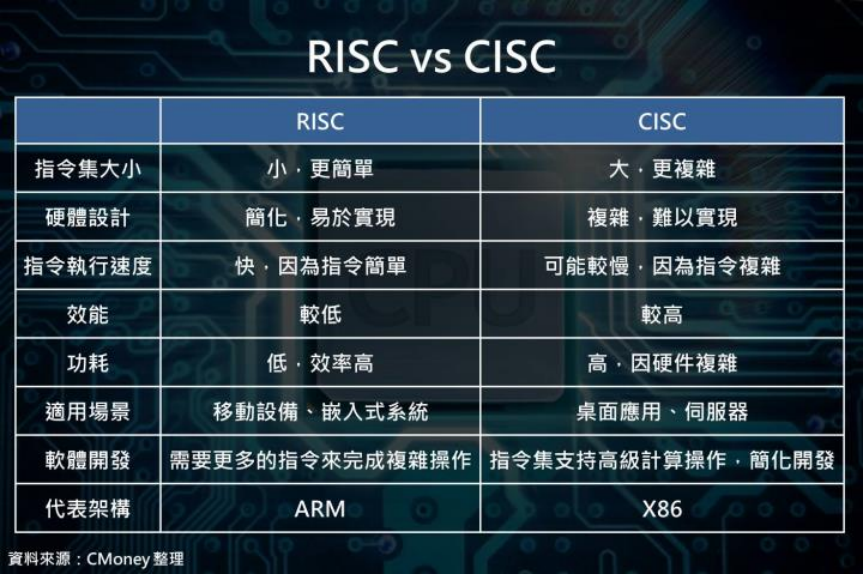 RISC vs CISC
RISC CISC
指令集大小 小，更簡單 大，更複雜
硬體設計 簡化，易於實現 複雜，難以實現
指令執行速度 快，因為指令簡單 可能較慢，因為指令複雜
效能 較低 較高
功耗 低，效率高 高，因硬件複雜
適用場景 移動設備、嵌入式系統 桌面應用、伺服器
軟體開發 需要更多的指令來完成複雜操作 指令集支持高級計算操作，簡化開發
代表架構 ARM X86
資料來源：CMoney整理
CPU